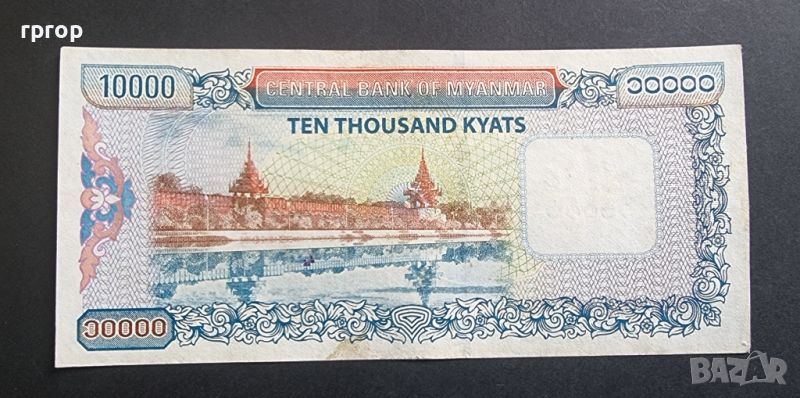 rprop
10000
CENTRAL BANK OF MYANMAR
၁၀၀၀၀
TEN THOUSAND KYATS
၁၀၀၀၀
BAZAR